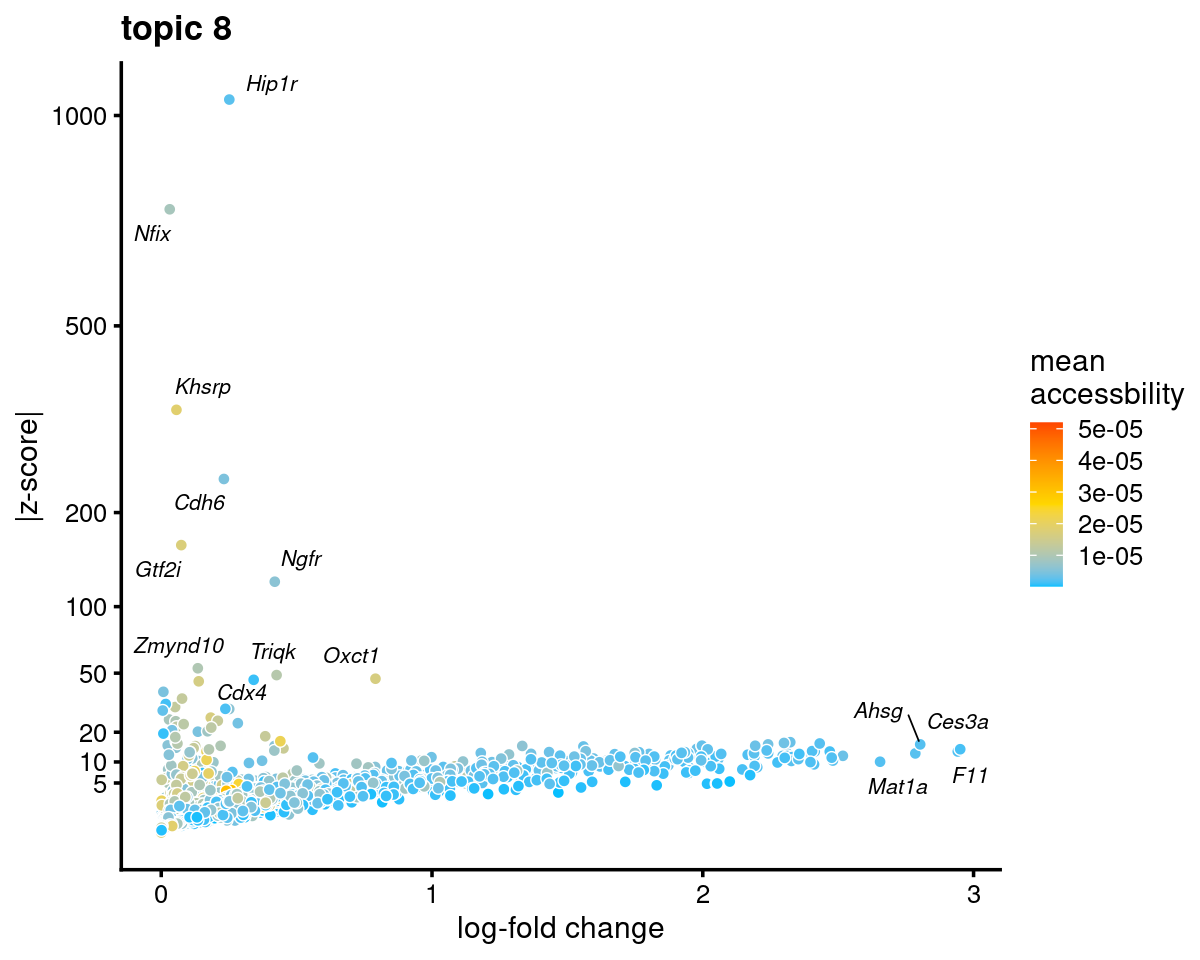 topic 8
Hip1r
1000
Nfix
500
Khsrp
Cdh6
200
Gtf2i
Ngfr
100
Zmynd10
Triqk
Oxct1
50
Cdx4
Ahsg
Ces3a
20
10
5
Mat1a
F11
|z-score|
0
1
2
3
log-fold change
mean
accessbility
5e-05
4e-05
3e-05
2e-05
1e-05